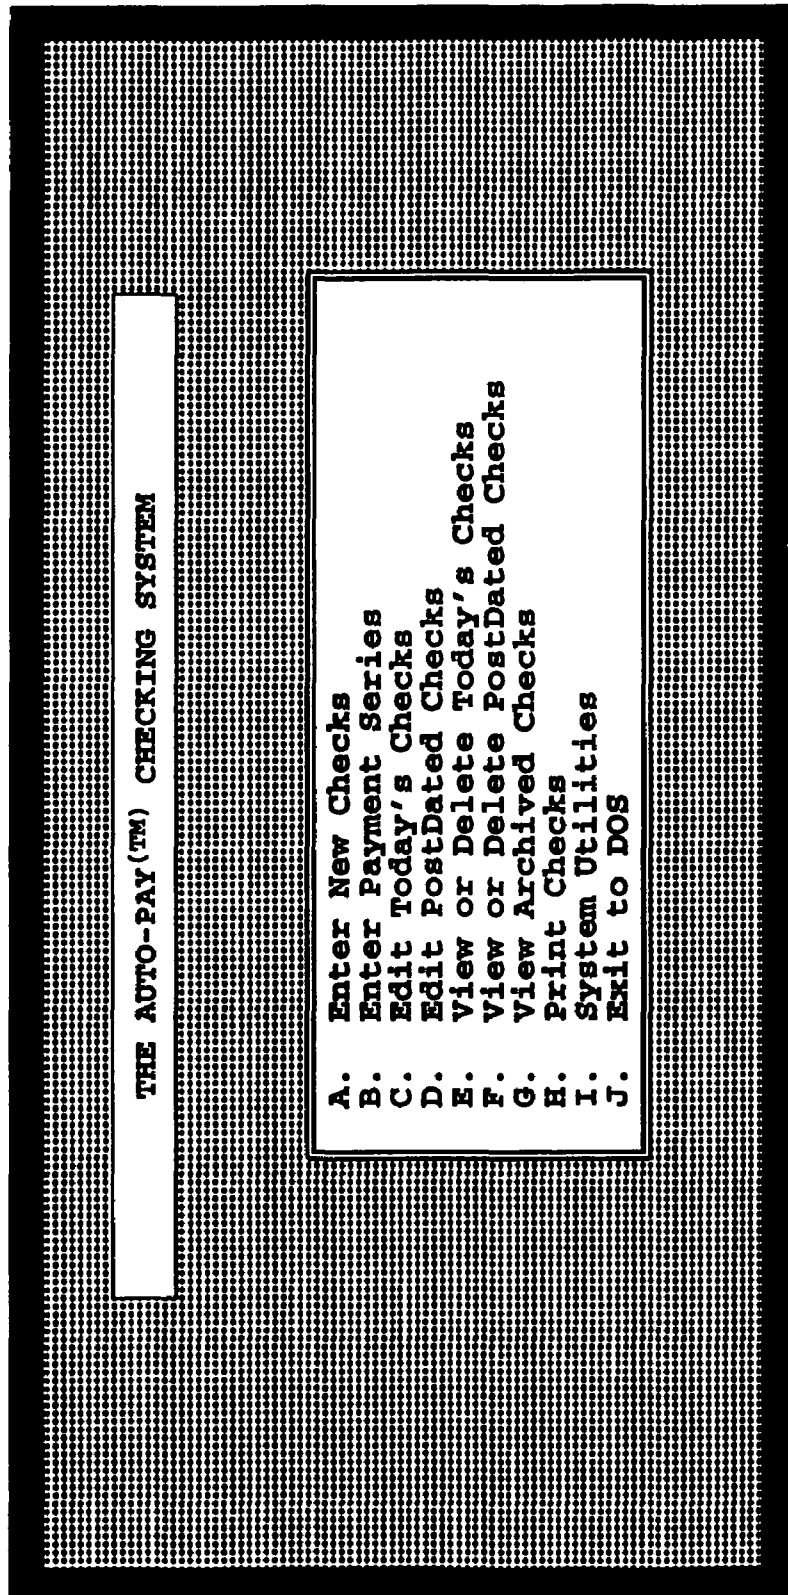 THE AUTO-PAY(TM) CHECKING SYSTEM
A. Enter New Checks
B. Enter Payment Series
C. Edit Today's Checks
D. Edit PostDated Checks
E. View or Delete Today's Checks
F. View or Delete PostDated Checks
G. View Archived Checks
H. Print Checks
I. System Utilities
J. Exit to DOS